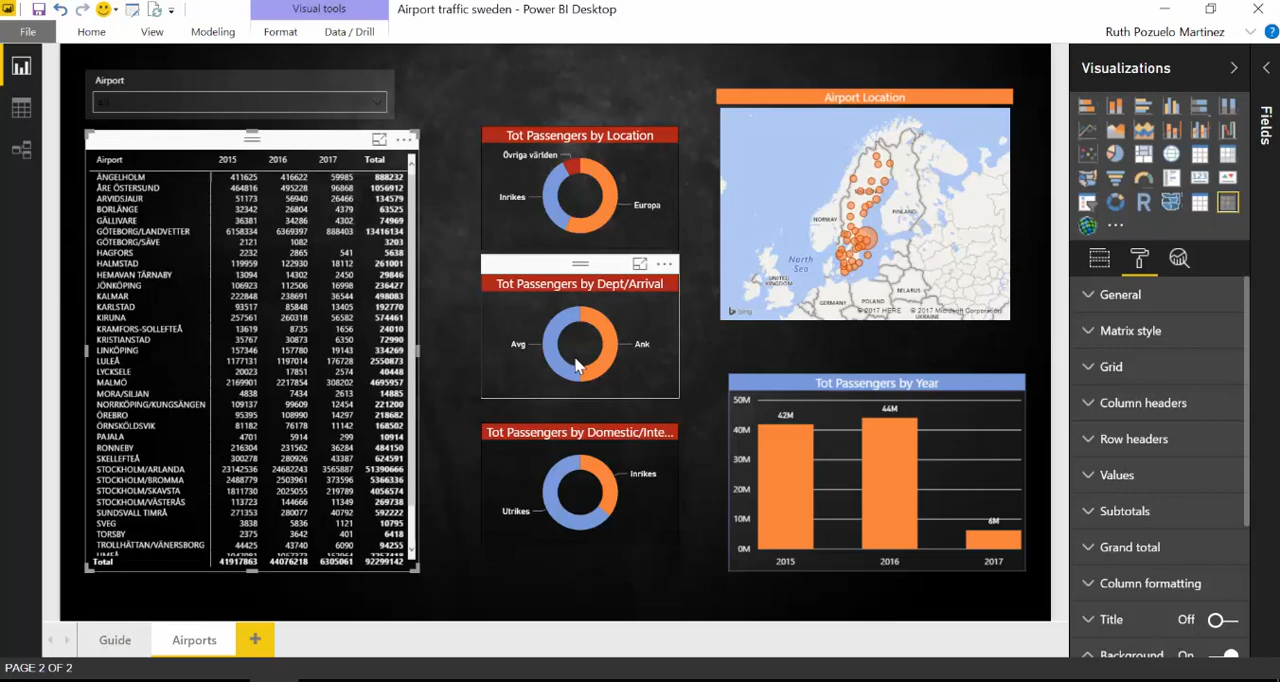 Visual tools
Airport traffic sweden - Power BI Desktop
File Home View Modeling Format Data / Drill
Ruth Pozuelo Martinez
?
Airport
All
Airport 2015 2016 2017 Total
ÄNGELHOLM 411625 416622 59985 888232
ÅRE ÖSTERSUND 464816 495228 96868 1056912
ARVIDSJAUR 51173 56940 26466 134579
BORLÄNGE 32342 26804 4379 63525
GÄLLIVARE 36381 34286 4302 74969
GÖTEBORG/LANDVETTER 6158334 6369397 888403 13416134
GÖTEBORG/SÄVE 2121 1082 3203
HAGFORS 2232 2865 541 5638
HALMSTAD 119959 122930 18112 261001
HEMAVAN TÄRNABY 13094 14302 2450 29846
JÖNKÖPING 106923 112506 16998 236427
KALMAR 222848 238691 36544 498083
KARLSTAD 93517 85848 13405 192770
KIRUNA 257561 260318 56582 574461
KRAMFORS-SOLLEFTEÅ 13619 8735 1656 24010
KRISTIANSTAD 35767 30873 6350 72990
LINKÖPING 157346 157780 19143 334269
LULEÅ 1177131 1197014 176728 2550873
LYCKSELE 20023 17851 2574 40448
MALMÖ 2169901 2217854 308202 4695957
MORA/SILJAN 4838 7434 2613 14885
NORRKÖPING/KUNGSÄNGEN 109137 99609 12454 221200
ÖREBRO 95395 108990 14297 218682
ÖRNSKÖLDSVIK 81182 76178 11142 168502
PAJALA 4701 5914 299 10914
RONNEBY 216304 231562 36284 484150
SKELLEFTEÅ 300278 280926 43387 624591
STOCKHOLM/ARLANDA 23142536 24682243 3565887 51390666
STOCKHOLM/BROMMA 2488779 2503961 373596 5366336
STOCKHOLM/SKAVSTA 1811730 2025055 219789 4056574
STOCKHOLM/VÄSTERÅS 113723 144666 11349 269738
SUNDSVALL TIMRÅ 271353 280077 40792 592222
SVEG 3838 5836 1121 10795
TORSBY 2375 3642 401 6418
TROLLHÄTTAN/VÄNERSBORG 44425 43740 6090 94255
Total 41917863 44076218 6305061 92299142
Tot Passengers by Location
Övriga världen
Inrikes
Europa
Tot Passengers by Dept/Arrival
Avg
Ank
Tot Passengers by Domestic/Inte...
Inrikes
Utrikes
Airport Location
NORWAY
FINLAND
North
Sea
UNITED
KINGDOM
GERMANY
POLAND
BELARUS
bing
© 2017 HERE © 2017 Microsoft Corporation
UKRAINE
Tot Passengers by Year
50M
40M
30M
20M
10M
0M
42M
44M
6M
2015 2016 2017
Visualizations
Fields
R
123
General
Matrix style
Grid
Column headers
Row headers
Values
Subtotals
Grand total
Column formatting
Title Off
Background On
Guide
Airports
PAGE 2 OF 2